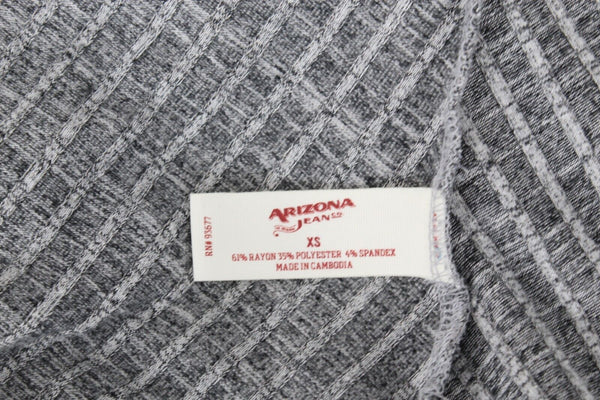 ARIZONA
JEAN CO
XS
61% RAYON 35% POLYESTER 4% SPANDEX
MADE IN CAMBODIA
RN# 93677